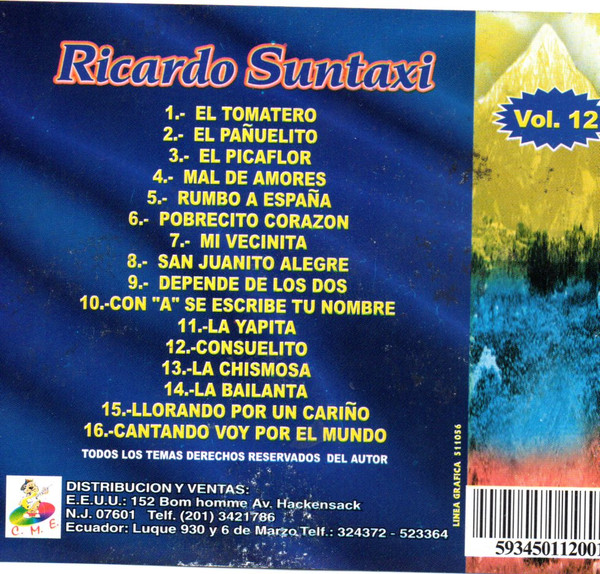 Ricardo Suntaxi
Vol. 12
1.- EL TOMATERO
2.- EL PAÑUELITO
3.- EL PICAFLOR
4.- MAL DE AMORES
5.- RUMBO A ESPAÑA
6.- POBRECITO CORAZON
7.- MI VECINITA
8.- SAN JUANITO ALEGRE
9.- DEPENDE DE LOS DOS
10.-CON "A" SE ESCRIBE TU NOMBRE
11.-LA YAPITA
12.-CONSUELITO
13.-LA CHISMOSA
14.-LA BAILANTA
15.-LLORANDO POR UN CARIÑO
16.-CANTANDO VOY POR EL MUNDO
TODOS LOS TEMAS DERECHOS RESERVADOS DEL AUTOR
DISTRIBUCION Y VENTAS:
E.E.U.U.: 152 Bom homme Av. Hackensack
N.J. 07601 Telf. (201) 3421786
Ecuador: Luque 930 y 6 de Marzo Telf.: 324372 - 523364
C. M. E.
LINEA GRAFICA 511056
593450112001